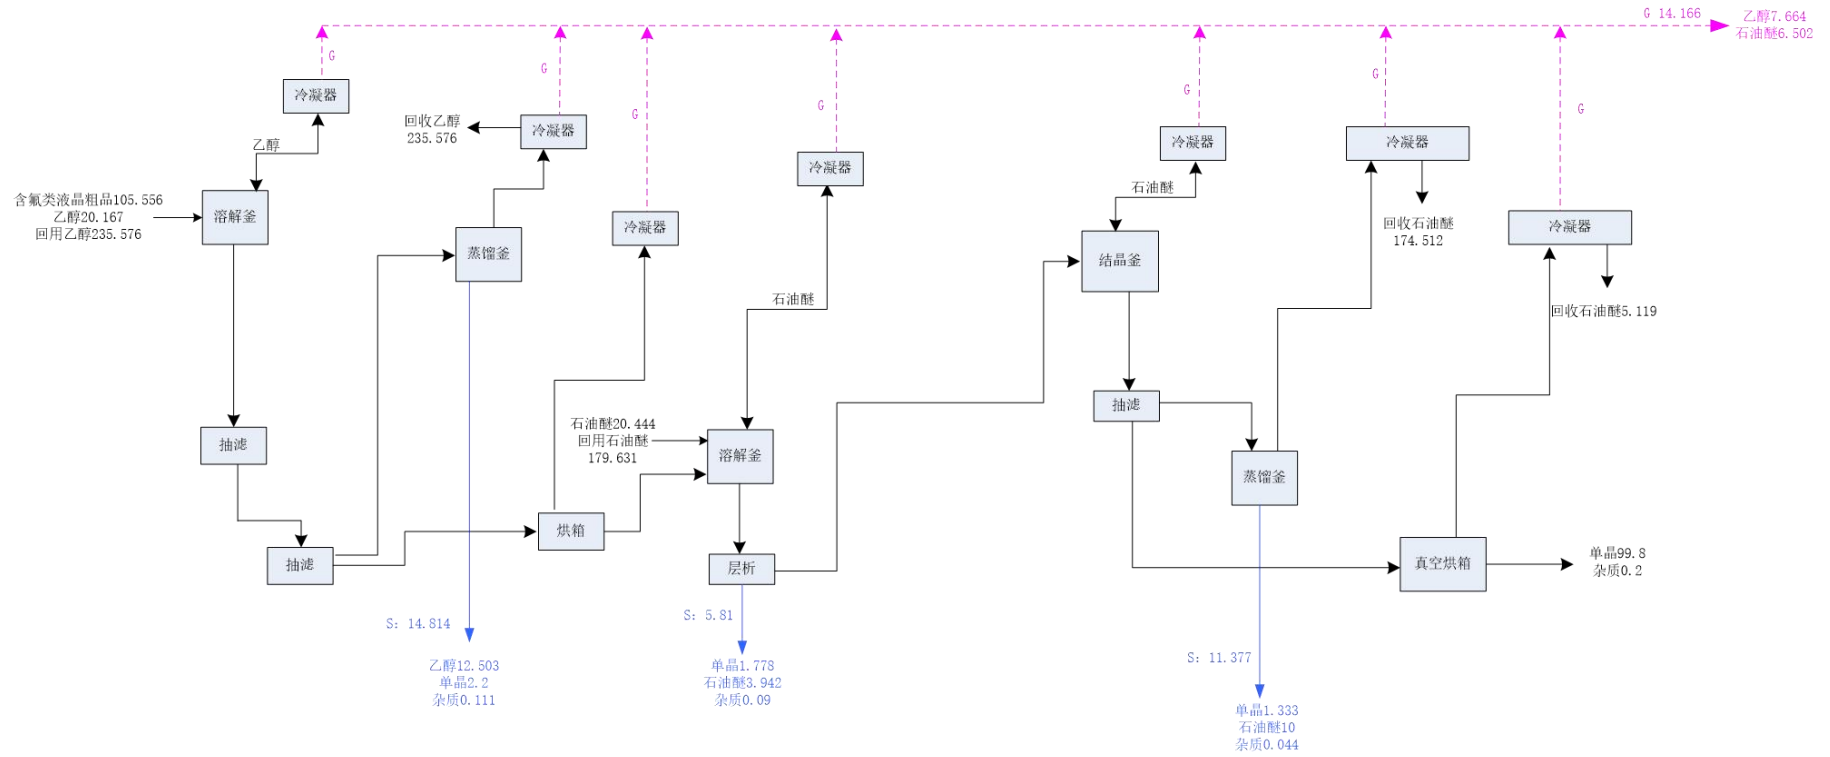 G 14.166
乙醇7.664
石油醚6.502
G
G
G
G
G
G
G
冷凝器
回收乙醇
235.576
冷凝器
乙醇
冷凝器
冷凝器
冷凝器
石油醚
含氟类液晶粗品105.556
乙醇20.167
回用乙醇235.576
溶解釜
冷凝器
回收石油醚
174.512
冷凝器
蒸馏釜
结晶釜
石油醚
回收石油醚5.119
抽滤
石油醚20.444
回用石油醚
179.631
溶解釜
抽滤
蒸馏釜
抽滤
烘箱
层析
真空烘箱
单晶99.8
杂质0.2
S: 14.814
乙醇12.503
单晶2.2
杂质0.111
S: 5.81
单晶1.778
石油醚3.942
杂质0.09
S: 11.377
单晶1.333
石油醚10
杂质0.044